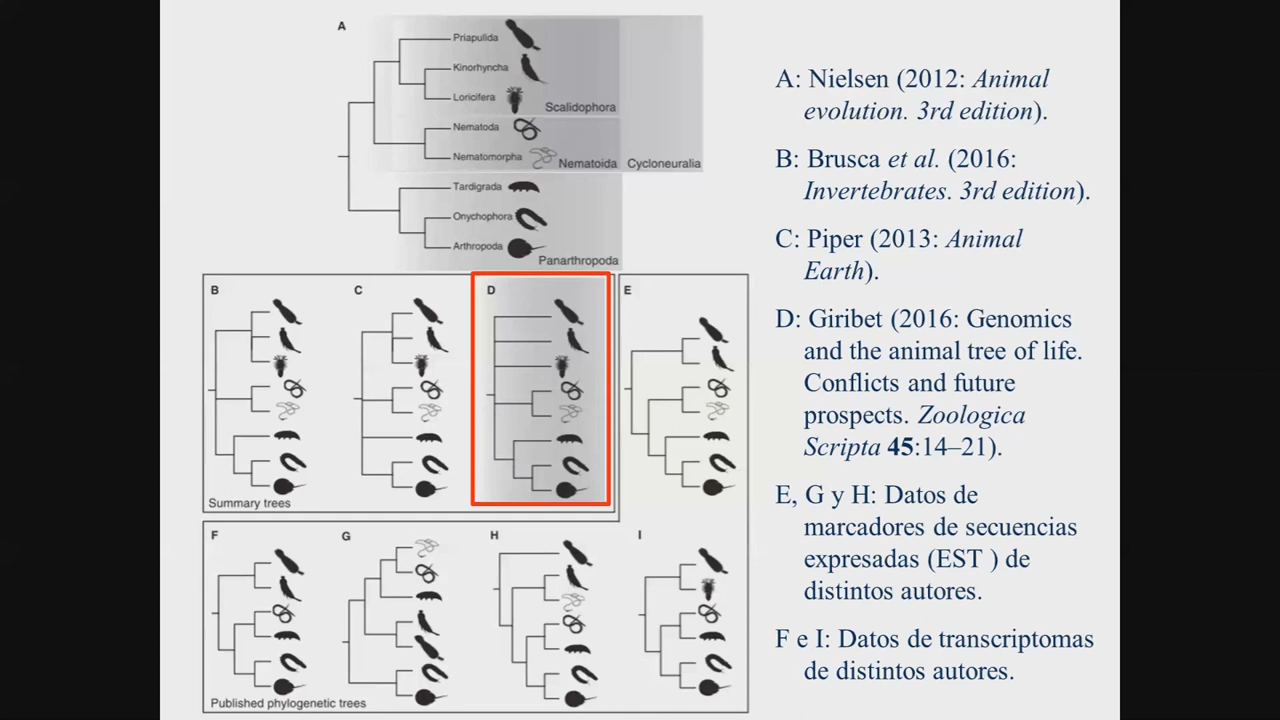 A
Priapulida
Kinorhyncha
Loricifera
Scalidophora
Nematoda
Nematomorpha
Nematoida
Cycloneuralia
Tardigrada
Onychophora
Arthropoda
Panarthropoda
B
C
D
E
Summary trees
F
G
H
I
Published phylogenetic trees
A: Nielsen (2012: Animal
evolution. 3rd edition).
B: Brusca et al. (2016:
Invertebrates. 3rd edition).
C: Piper (2013: Animal
Earth).
D: Giribet (2016: Genomics
and the animal tree of life.
Conflicts and future
prospects. Zoologica
Scripta 45:14–21).
E, G y H: Datos de
marcadores de secuencias
expresadas (EST ) de
distintos autores.
F e I: Datos de transcriptomas
de distintos autores.